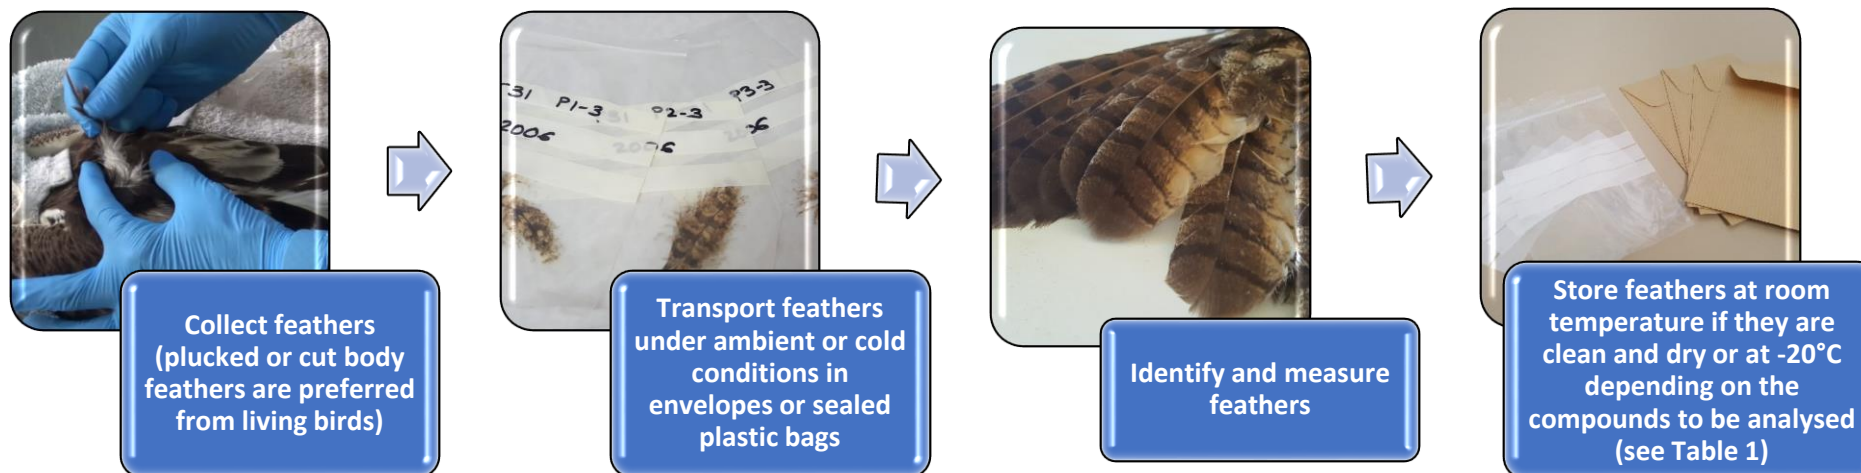 Collect feathers
(plucked or cut body
feathers are preferred
from living birds)
-31
P1-3
P2-3
P3-3
2006
2006
Transport feathers
under ambient or cold
conditions in
envelopes or sealed
plastic bags
Identify and measure
feathers
Store feathers at room
temperature if they are
clean and dry or at -20°C
depending on the
compounds to be analysed
(see Table 1)